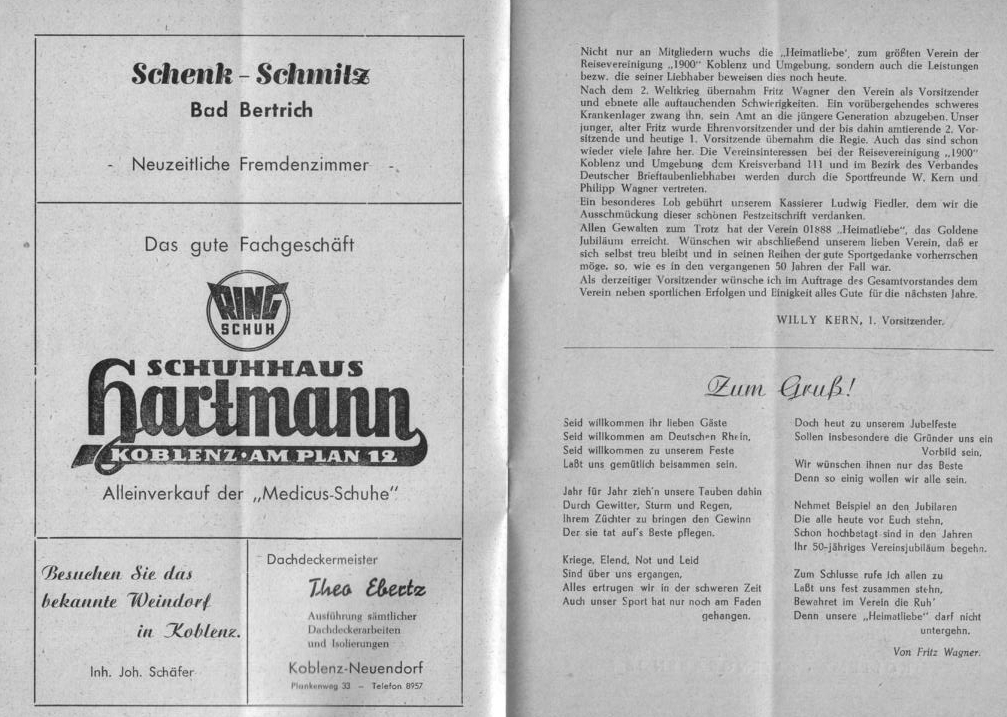 Schenk - Schmitz
Bad Bertrich
- Neuzeitliche Fremdenzimmer -
Das gute Fachgeschäft
RING
SCHUH
SCHUHHAUS
Hartmann
KOBLENZ · AM PLAN 12
Alleinverkauf der „Medicus-Schuhe"
Besuchen Sie das
bekannte Weindorf
in Koblenz.
Inh. Joh. Schäfer
Dachdeckermeister
Theo Ebertz
Ausführung sämtlicher
Dachdeckerarbeiten
und Isolierungen
Koblenz-Neuendorf
Plankenweg 33 — Telefon 8957
Nicht nur an Mitgliedern wuchs die „Heimatliebe', zum größten Verein der
Reisevereinigung „1900" Koblenz und Umgebung, sondern auch die Leistungen
bezw. die seiner Liebhaber beweisen dies noch heute.
Nach dem 2. Weltkrieg übernahm Fritz Wagner den Verein als Vorsitzender
und ebnete alle auftauchenden Schwierigkeiten. Ein vorübergehendes schweres
Krankenlager zwang ihn, sein Amt an die jüngere Generation abzugeben. Unser
junger, alter Fritz wurde Ehrenvorsitzender und der bis dahin amtierende 2. Vor-
sitzende und heutige 1. Vorsitzende übernahm die Regie. Auch das sind schon
wieder viele Jahre her. Die Vereinsinteressen bei der Reisevereinigung „1900"
Koblenz und Umgebung dem Kreisverband 111 und im Bezirk des Verbandes
Deutscher Brieftaubenliebhaber werden durch die Sportfreunde W. Kern und
Philipp Wagner vertreten.
Ein besonderes Lob gebührt unserem Kassierer Ludwig Fiedler, dem wir die
Ausschmückung dieser schönen Festzeitschrift verdanken.
Allen Gewalten zum Trotz hat der Verein 01888 „Heimatliebe", das Goldene
Jubiläum erreicht. Wünschen wir abschließend unserem lieben Verein, daß er
sich selbst treu bleibt und in seinen Reihen der gute Sportgedanke vorherrschen
möge, so, wie es in den vergangenen 50 Jahren der Fall war.
Als derzeitiger Vorsitzender wünsche ich im Auftrage des Gesamtvorstandes dem
Verein neben sportlichen Erfolgen und Einigkeit alles Gute für die nächsten Jahre.
WILLY KERN, 1. Vorsitzender.
Zum Gruß!
Seid willkommen Ihr lieben Gäste
Seid willkommen am Deutschen Rhein,
Seid willkommen zu unserem Feste
Laßt uns gemütlich beisammen sein.
Jahr für Jahr zieh'n unsere Tauben dahin
Durch Gewitter, Sturm und Regen,
Ihrem Züchter zu bringen den Gewinn
Der sie tat auf's Beste pflegen.
Kriege, Elend, Not und Leid
Sind über uns ergangen,
Alles ertrugen wir in der schweren Zeit
Auch unser Sport hat nur noch am Faden
gehangen.
Doch heut zu unserem Jubelfeste
Sollen insbesondere die Gründer uns ein
Vorbild sein,
Wir wünschen ihnen nur das Beste
Denn so einig wollen wir alle sein.
Nehmet Beispiel an den Jubilaren
Die alle heute vor Euch stehn,
Schon hochbetagt sind in den Jahren
Ihr 50-jähriges Vereinsjubiläum begehn.
Zum Schlusse rufe ich allen zu
Laßt uns fest zusammen stehn,
Bewahret im Verein die Ruh'
Denn unsere „Heimatliebe" darf nicht
untergehn.
Von Fritz Wagner.